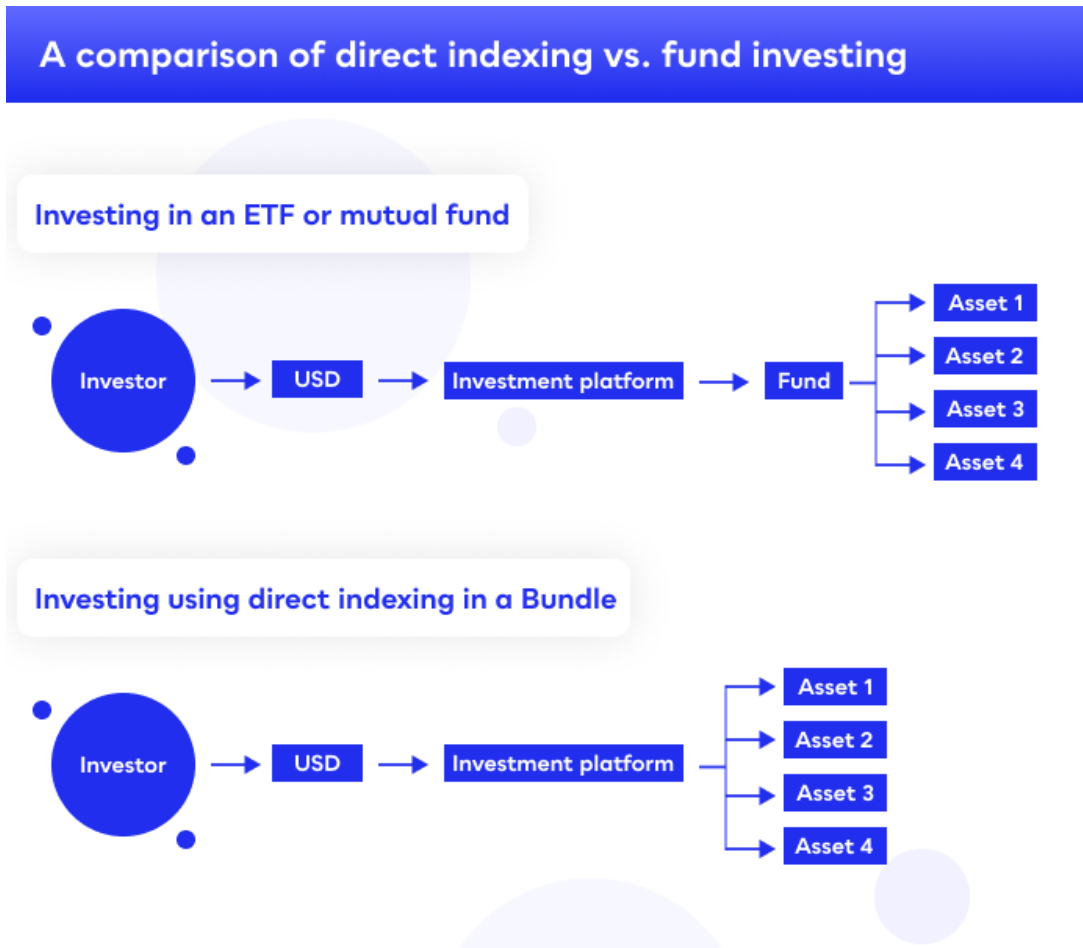 A comparison of direct indexing vs. fund investing
Investing in an ETF or mutual fund
Investor
USD
Investment platform
Fund
Asset 1
Asset 2
Asset 3
Asset 4
Investing using direct indexing in a Bundle
Investor
USD
Investment platform
Asset 1
Asset 2
Asset 3
Asset 4